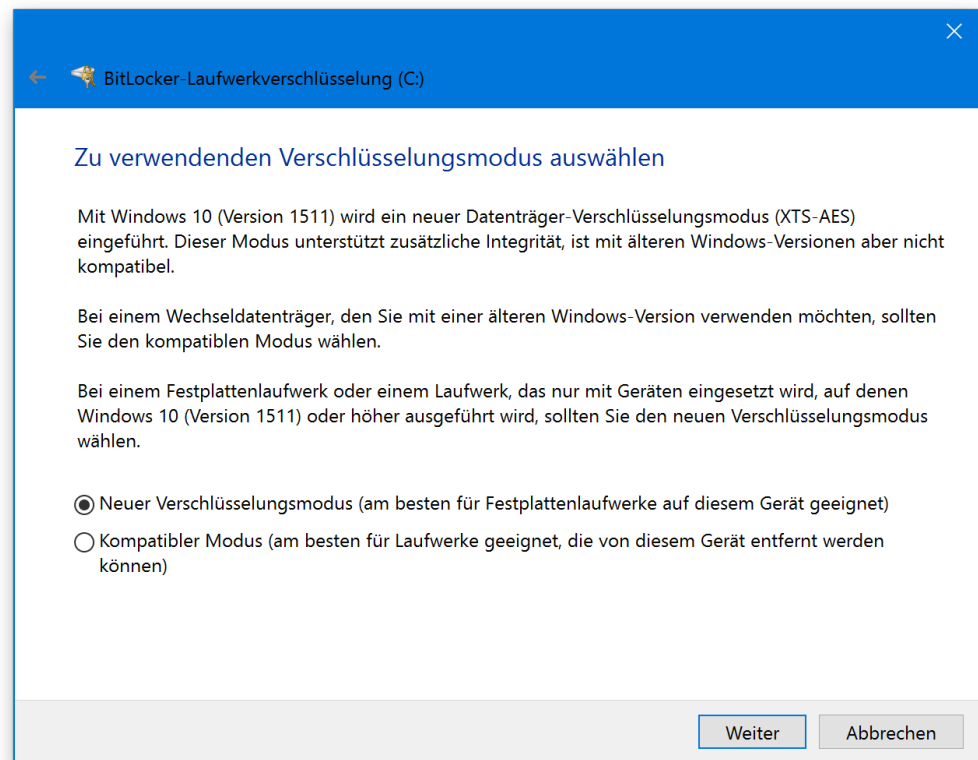 BitLocker-Laufwerkverschlüsselung (C:)
Zu verwendenden Verschlüsselungsmodus auswählen
Mit Windows 10 (Version 1511) wird ein neuer Datenträger-Verschlüsselungsmodus (XTS-AES)
eingeführt. Dieser Modus unterstützt zusätzliche Integrität, ist mit älteren Windows-Versionen aber nicht
kompatibel.
Bei einem Wechseldatenträger, den Sie mit einer älteren Windows-Version verwenden möchten, sollten
Sie den kompatiblen Modus wählen.
Bei einem Festplattenlaufwerk oder einem Laufwerk, das nur mit Geräten eingesetzt wird, auf denen
Windows 10 (Version 1511) oder höher ausgeführt wird, sollten Sie den neuen Verschlüsselungsmodus
wählen.
Neuer Verschlüsselungsmodus (am besten für Festplattenlaufwerke auf diesem Gerät geeignet)
Kompatibler Modus (am besten für Laufwerke geeignet, die von diesem Gerät entfernt werden
können)
Weiter Abbrechen